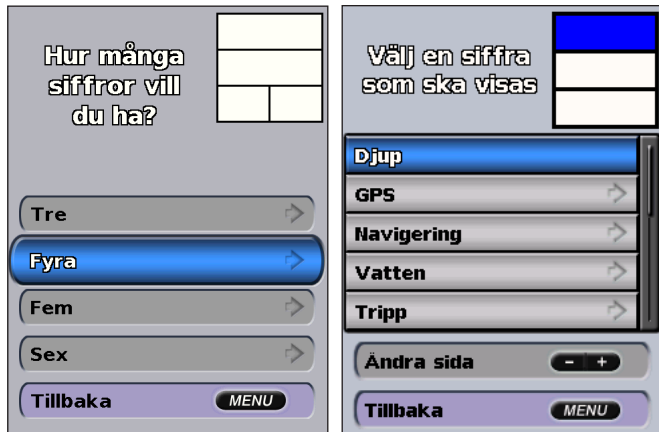 Hur många
siffror vill
du ha?
Tre
Fyra
Fem
Sex
Tillbaka MENU
Välj en siffra
som ska visas
Djup
GPS
Navigering
Vatten
Tripp
Ändra sida - +
Tillbaka MENU